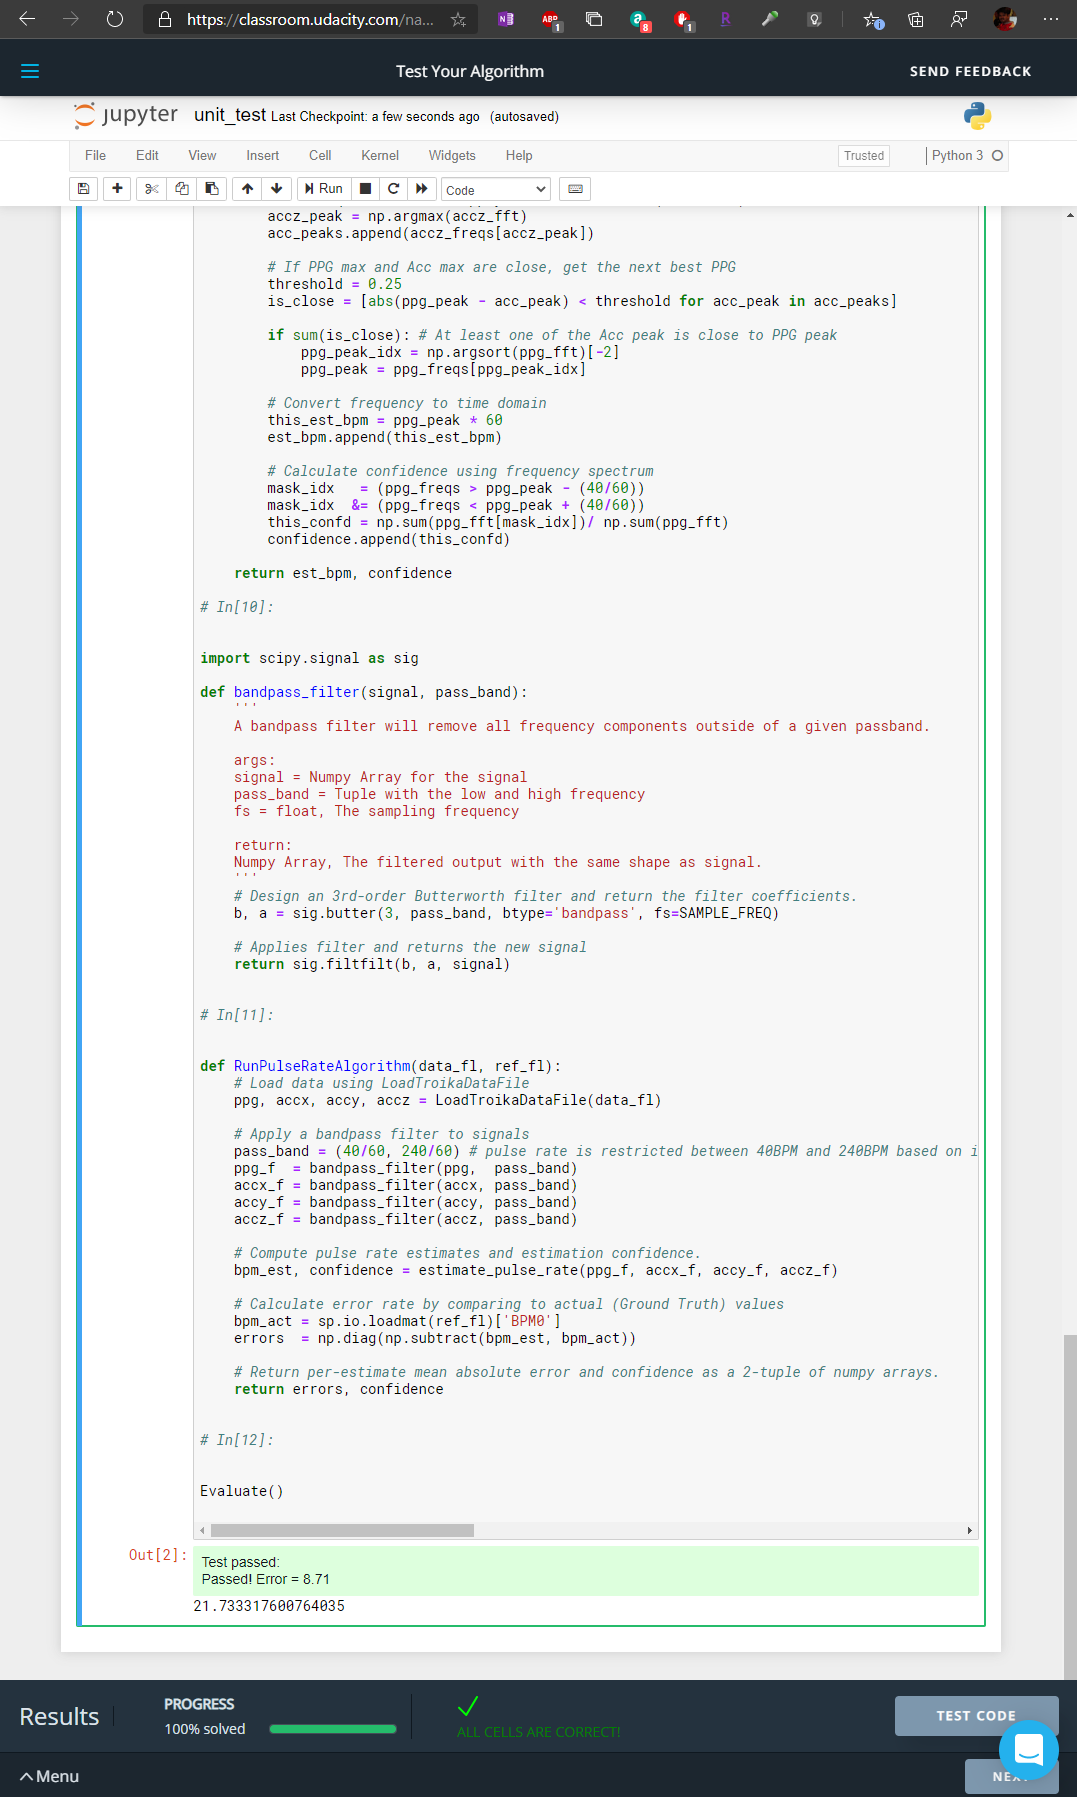 https://classroom.udacity.com/na...
ABP
1
8
1
R
Test Your Algorithm
SEND FEEDBACK
jupyter unit_test Last Checkpoint: a few seconds ago (autosaved)
File Edit View Insert Cell Kernel Widgets Help
Trusted
Python 3
Run
Code
accz_peak = np.argmax(accz_fft)
acc_peaks.append(accz_freqs[accz_peak])
# If PPG max and Acc max are close, get the next best PPG
threshold = 0.25
is_close = [abs(ppg_peak - acc_peak) < threshold for acc_peak in acc_peaks]
if sum(is_close): # At least one of the Acc peak is close to PPG peak
ppg_peak_idx = np.argsort(ppg_fft)[-2]
ppg_peak = ppg_freqs[ppg_peak_idx]
# Convert frequency to time domain
this_est_bpm = ppg_peak * 60
est_bpm.append(this_est_bpm)
# Calculate confidence using frequency spectrum
mask_idx = (ppg_freqs > ppg_peak - (40/60))
mask_idx &= (ppg_freqs < ppg_peak + (40/60))
this_confd = np.sum(ppg_fft[mask_idx])/ np.sum(ppg_fft)
confidence.append(this_confd)
return est_bpm, confidence
# In[10]:
import scipy.signal as sig
def bandpass_filter(signal, pass_band):
'''
A bandpass filter will remove all frequency components outside of a given passband.
args:
signal = Numpy Array for the signal
pass_band = Tuple with the low and high frequency
fs = float, The sampling frequency
return:
Numpy Array, The filtered output with the same shape as signal.
'''
# Design an 3rd-order Butterworth filter and return the filter coefficients.
b, a = sig.butter(3, pass_band, btype='bandpass', fs=SAMPLE_FREQ)
# Applies filter and returns the new signal
return sig.filtfilt(b, a, signal)
# In[11]:
def RunPulseRateAlgorithm(data_fl, ref_fl):
# Load data using LoadTroikaDataFile
ppg, accx, accy, accz = LoadTroikaDataFile(data_fl)
# Apply a bandpass filter to signals
pass_band = (40/60, 240/60) # pulse rate is restricted between 40BPM and 240BPM based on i
ppg_f = bandpass_filter(ppg, pass_band)
accx_f = bandpass_filter(accx, pass_band)
accy_f = bandpass_filter(accy, pass_band)
accz_f = bandpass_filter(accz, pass_band)
# Compute pulse rate estimates and estimation confidence.
bpm_est, confidence = estimate_pulse_rate(ppg_f, accx_f, accy_f, accz_f)
# Calculate error rate by comparing to actual (Ground Truth) values
bpm_act = sp.io.loadmat(ref_fl)['BPM0']
errors = np.diag(np.subtract(bpm_est, bpm_act))
# Return per-estimate mean absolute error and confidence as a 2-tuple of numpy arrays.
return errors, confidence
# In[12]:
Evaluate()
Out[2]:
Test passed:
Passed! Error = 8.71
21.733317600764035
Results
PROGRESS
100% solved
ALL CELLS ARE CORRECT!
TEST CODE
Menu